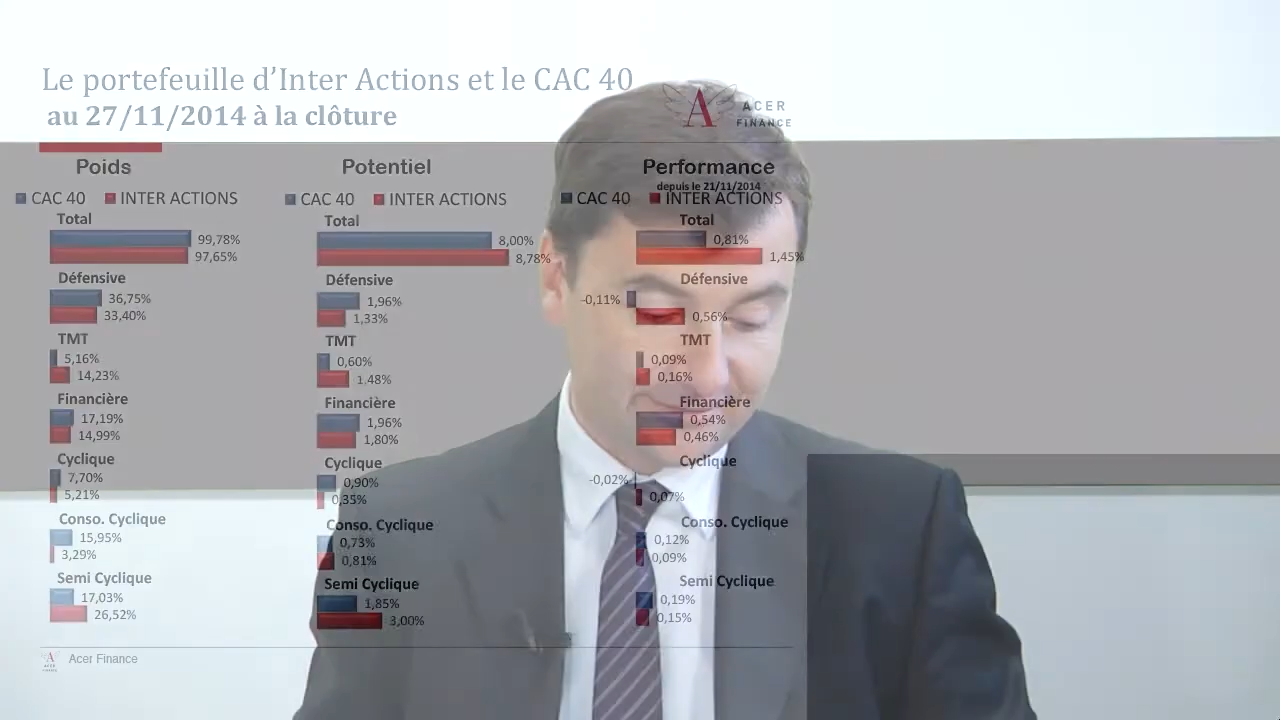 Le portefeuille d’Inter Actions et le CAC 40
au 27/11/2014 à la clôture
ACER
FINANCE
Poids
CAC 40 INTER ACTIONS
Total
99,78%
97,65%
Défensive
36,75%
33,40%
TMT
5,16%
14,23%
Financière
17,19%
14,99%
Cyclique
7,70%
5,21%
Conso. Cyclique
15,95%
3,29%
Semi Cyclique
17,03%
26,52%
Potentiel
CAC 40 INTER ACTIONS
Total
8,00%
8,78%
Défensive
1,96%
1,33%
TMT
0,60%
1.48%
Financière
1,96%
1,80%
Cyclique
0,90%
0,35%
Conso. Cyclique
0,73%
0,81%
Semi Cyclique
1,85%
3,00%
Performance
depuis le 21/11/2014
CAC 40 INTER ACTIONS
Total
0,81%
1,45%
Défensive
-0,11%
0,56%
TMT
0,09%
0,16%
Financière
0,54%
0,46%
Cyclique
-0,02%
0,07%
Conso. Cyclique
0,12%
0,09%
Semi Cyclique
0,19%
0,15%
Acer Finance